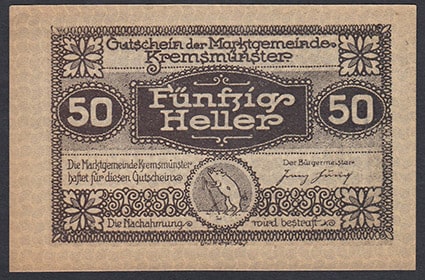 Gutschein der Marktgemeinde
Kremsmünster
50 Fünfzig 50
Heller
Die Marktgemeinde Kremsmünster
haftet für diesen Gutschein
Der Bürgermeister
Die Nachahmung wird bestraft